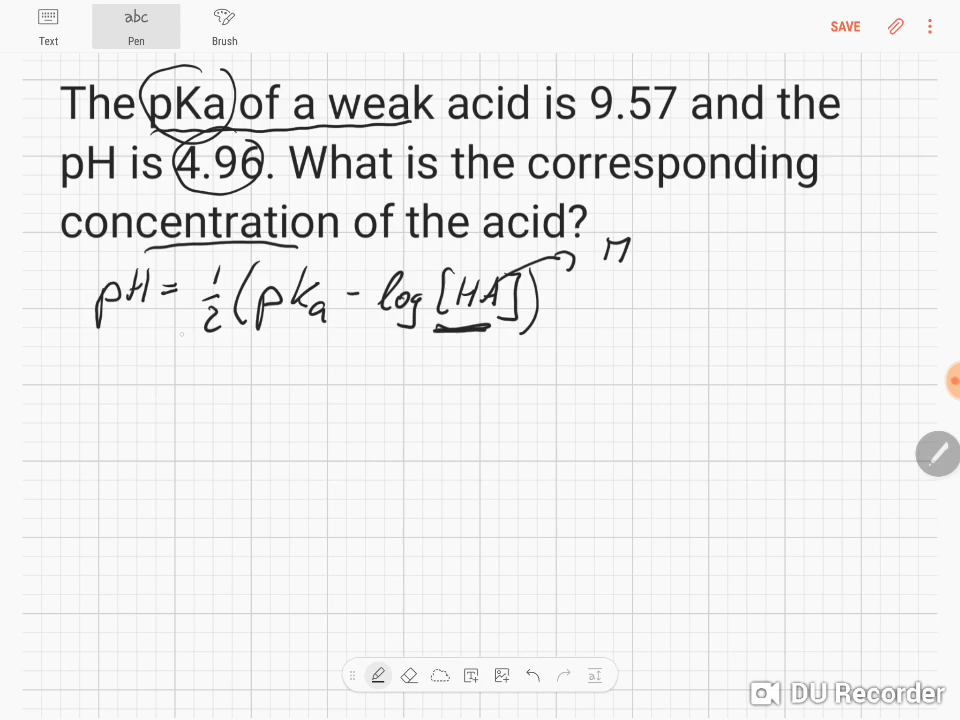 abc
Text Pen Brush SAVE
The pKa of a weak acid is 9.57 and the
pH is 4.96. What is the corresponding
concentration of the acid?
M
pH = 1/2 (pKa - log [HA])
DU Recorder